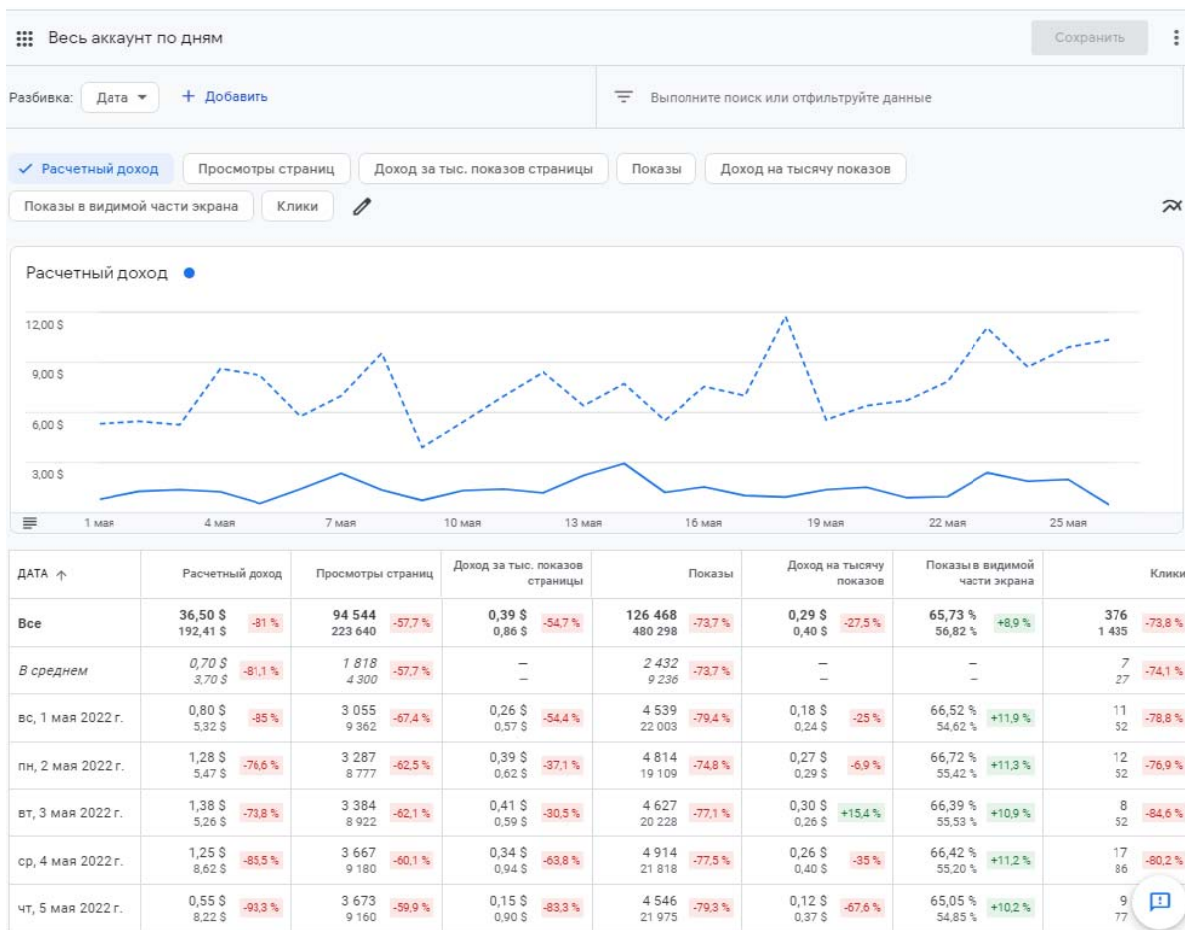 Весь аккаунт по дням
Сохранить
Разбивка: Дата + Добавить
Выполните поиск или отфильтруйте данные
Расчетный доход Просмотры страниц Доход за тыс. показов страницы Показы Доход на тысячу показов
Показы в видимой части экрана Клики
Расчетный доход
12,00 $
9,00 $
6,00 $
3,00 $
1 мая 4 мая 7 мая 10 мая 13 мая 16 мая 19 мая 22 мая 25 мая
ДАТА Расчетный доход Просмотры страниц Доход за тыс. показов страницы Показы Доход на тысячу показов Показы в видимой части экрана Клики
Все 36,50 $ -81 % 94 544 -57,7 % 0,39 $ -54,7 % 126 468 -73,7 % 0,29 $ -27,5 % 65,73 % +8,9 % 376 -73,8 %
192,41 $ 223 640 0,86 $ 480 298 0,40 $ 56,82 % 1 435
В среднем 0,70 $ -81,1 % 1 818 -57,7 % – 2 432 -73,7 % – – 7 -74,1 %
3,70 $ 4 300 – 9 236 – – 27
вс, 1 мая 2022 г. 0,80 $ -85 % 3 055 -67,4 % 0,26 $ -54,4 % 4 539 -79,4 % 0,18 $ -25 % 66,52 % +11,9 % 11 -78,8 %
5,32 $ 9 362 0,57 $ 22 003 0,24 $ 54,62 % 52
пн, 2 мая 2022 г. 1,28 $ -76,6 % 3 287 -62,5 % 0,39 $ -37,1 % 4 814 -74,8 % 0,27 $ -6,9 % 66,72 % +11,3 % 12 -76,9 %
5,47 $ 8 777 0,62 $ 19 109 0,29 $ 55,42 % 52
вт, 3 мая 2022 г. 1,38 $ -73,8 % 3 384 -62,1 % 0,41 $ -30,5 % 4 627 -77,1 % 0,30 $ +15,4 % 66,39 % +10,9 % 8 -84,6 %
5,26 $ 8 922 0,59 $ 20 228 0,26 $ 55,53 % 52
ср, 4 мая 2022 г. 1,25 $ -85,5 % 3 667 -60,1 % 0,34 $ -63,8 % 4 914 -77,5 % 0,26 $ -35 % 66,42 % +11,2 % 17 -80,2 %
8,62 $ 9 180 0,94 $ 21 818 0,40 $ 55,20 % 86
чт, 5 мая 2022 г. 0,55 $ -93,3 % 3 673 -59,9 % 0,15 $ -83,3 % 4 546 -79,3 % 0,12 $ -67,6 % 65,05 % +10,2 % 9
8,22 $ 9 160 0,90 $ 21 975 0,37 $ 54,85 % 77